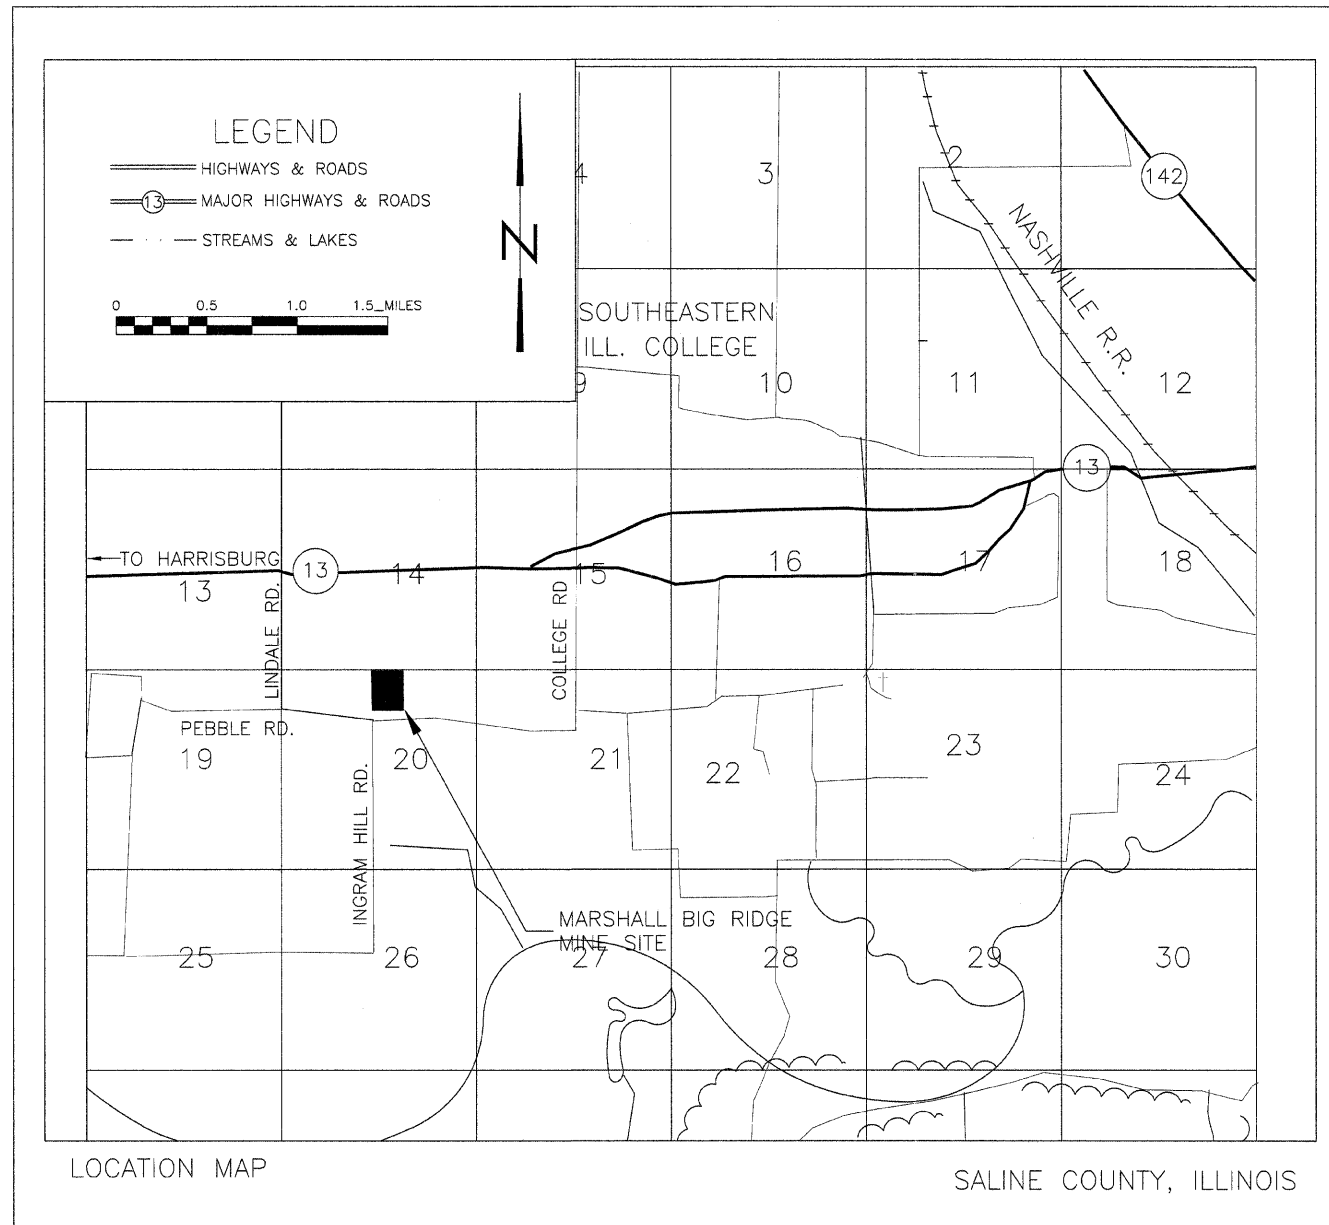 LEGEND
HIGHWAYS & ROADS
13 MAJOR HIGHWAYS & ROADS
STREAMS & LAKES
0 0.5 1.0 1.5 MILES
N
4 3 2
142
NASHVILLE R.R.
SOUTHEASTERN
ILL. COLLEGE
9 10 11 12
13
TO HARRISBURG
13
13 14 15 16 17 18
LINDALE RD.
COLLEGE RD
PEBBLE RD.
19 20 21 22 23 24
INGRAM HILL RD.
MARSHALL BIG RIDGE
MINE SITE
25 26 27 28 29 30
LOCATION MAP
SALINE COUNTY, ILLINOIS